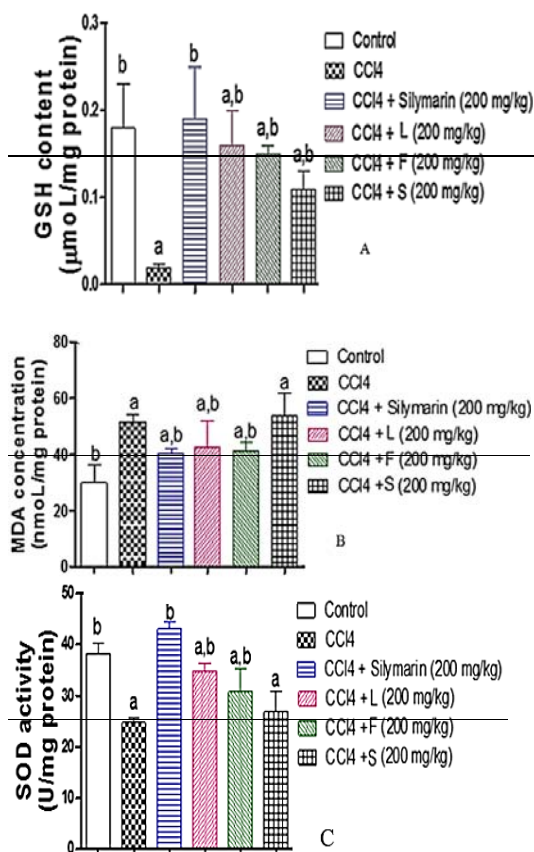 0.3
0.2
0.1
0.0
GSH content
(μmoL/mg protein)
b
a
b
a,b
a,b
a,b
Control
CCl4
CCl4 + Silymarin (200 mg/kg)
CCl4 + L (200 mg/kg)
CCl4 + F (200 mg/kg)
CCl4 + S (200 mg/kg)
A
80
60
40
20
0
MDA concentration
(nmoL/mg protein)
b
a
a,b
a,b
a,b
a
Control
CCl4
CCl4 + Silymarin (200 mg/kg)
CCl4 + L (200 mg/kg)
CCl4 + F (200 mg/kg)
CCl4 +S (200 mg/kg)
B
50
40
30
20
10
0
SOD activity
(U/mg protein)
b
a
b
a,b
a,b
a
Control
CCl4
CCl4 + Silymarin (200 mg/kg)
CCl4 +L (200 mg/kg)
CCl4 +F (200 mg/kg)
CCl4 +S (200 mg/kg)
C